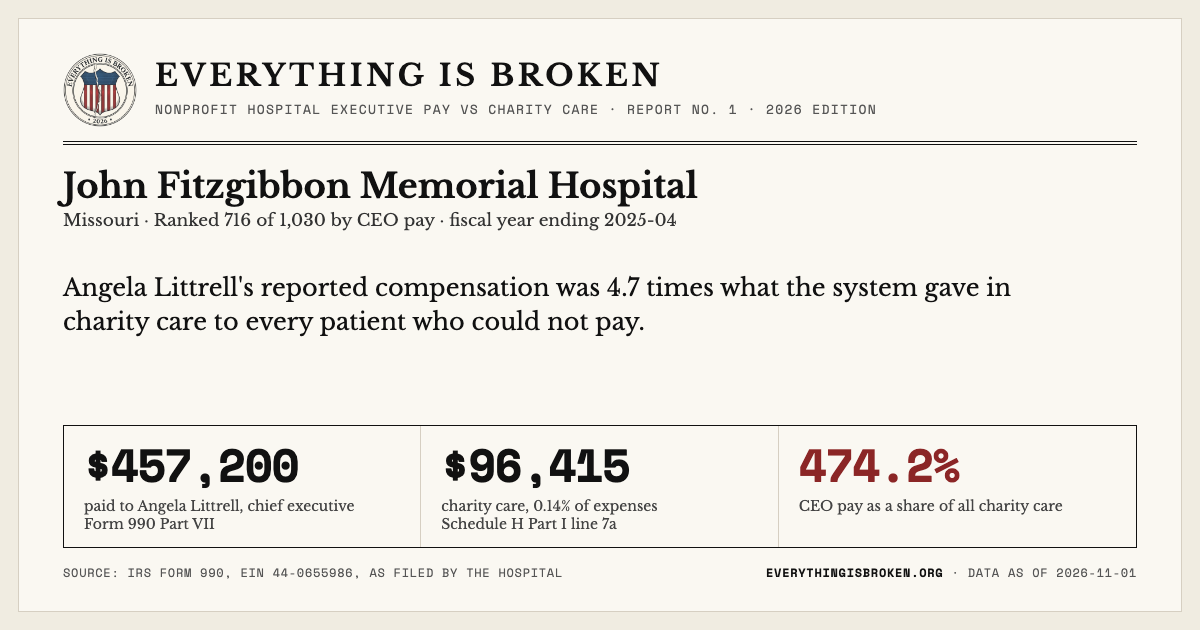 EVERYTHING IS BROKEN
2026
EVERYTHING IS BROKEN
NONPROFIT HOSPITAL EXECUTIVE PAY VS CHARITY CARE · REPORT NO. 1 · 2026 EDITION
John Fitzgibbon Memorial Hospital
Missouri · Ranked 716 of 1,030 by CEO pay · fiscal year ending 2025-04
Angela Littrell's reported compensation was 4.7 times what the system gave in
charity care to every patient who could not pay.
$457,200
paid to Angela Littrell, chief executive
Form 990 Part VII
$96,415
charity care, 0.14% of expenses
Schedule H Part I line 7a
474.2%
CEO pay as a share of all charity care
SOURCE: IRS FORM 990, EIN 44-0655986, AS FILED BY THE HOSPITAL
EVERYTHINGISBROKEN.ORG · DATA AS OF 2026-11-01